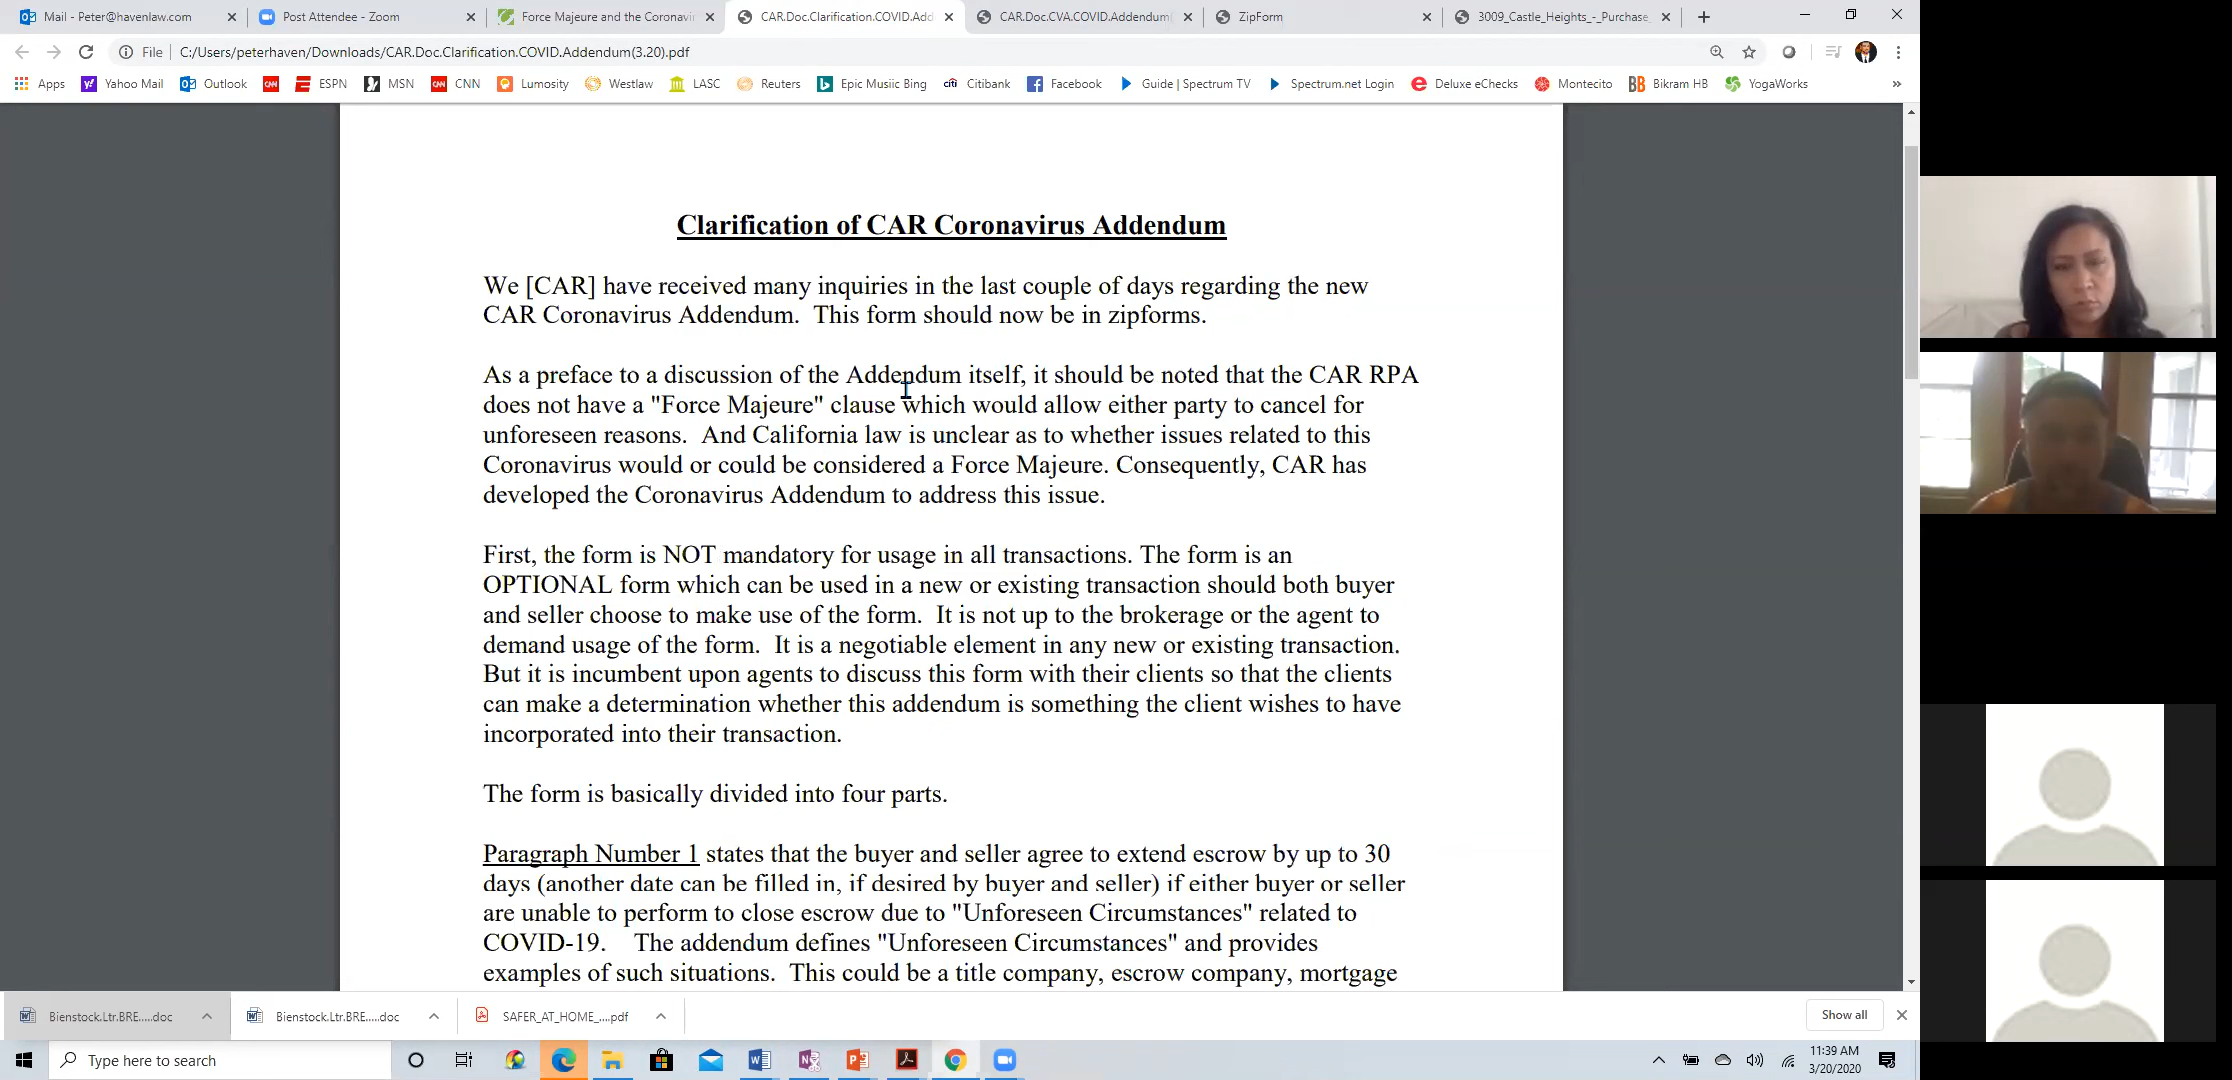 Mail - Peter@havenlaw.com
Post Attendee - Zoom
Force Majeure and the Coronavir
CAR.Doc.Clarification.COVID.Add
CAR.Doc.CVA.COVID.Addendum(
ZipForm
3009_Castle_Heights_-_Purchase_
File
C:/Users/peterhaven/Downloads/CAR.Doc.Clarification.COVID.Addendum(3.20).pdf
Apps Yahoo Mail Outlook CNN ESPN MSN CNN Lumosity Westlaw LASC Reuters Epic Musiic Bing citi Citibank Facebook Guide | Spectrum TV Spectrum.net Login Deluxe eChecks Montecito Bikram HB YogaWorks »
Clarification of CAR Coronavirus Addendum
We [CAR] have received many inquiries in the last couple of days regarding the new
CAR Coronavirus Addendum.  This form should now be in zipforms.
As a preface to a discussion of the Addendum itself, it should be noted that the CAR RPA
does not have a "Force Majeure" clause which would allow either party to cancel for
unforeseen reasons.  And California law is unclear as to whether issues related to this
Coronavirus would or could be considered a Force Majeure. Consequently, CAR has
developed the Coronavirus Addendum to address this issue.
First, the form is NOT mandatory for usage in all transactions. The form is an
OPTIONAL form which can be used in a new or existing transaction should both buyer
and seller choose to make use of the form.  It is not up to the brokerage or the agent to
demand usage of the form.  It is a negotiable element in any new or existing transaction.
But it is incumbent upon agents to discuss this form with their clients so that the clients
can make a determination whether this addendum is something the client wishes to have
incorporated into their transaction.
The form is basically divided into four parts.
Paragraph Number 1 states that the buyer and seller agree to extend escrow by up to 30
days (another date can be filled in, if desired by buyer and seller) if either buyer or seller
are unable to perform to close escrow due to "Unforeseen Circumstances" related to
COVID-19.    The addendum defines "Unforeseen Circumstances" and provides
examples of such situations.  This could be a title company, escrow company, mortgage
Bienstock.Ltr.BRE.....doc
Bienstock.Ltr.BRE.....doc
SAFER_AT_HOME_....pdf
Show all
Type here to search
11:39 AM
3/20/2020